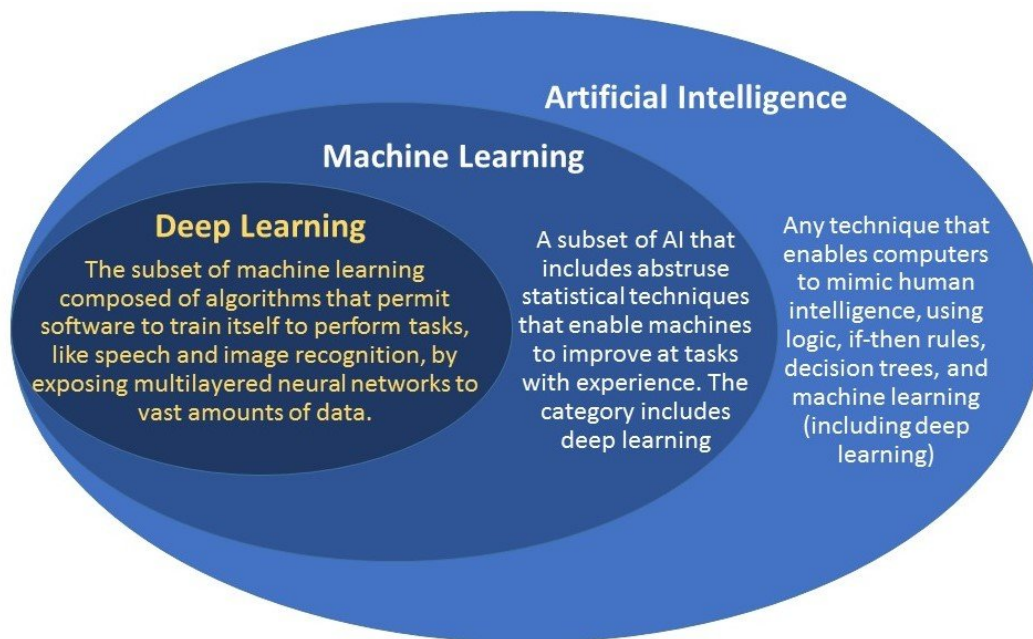 Artificial Intelligence
Machine Learning
Deep Learning
The subset of machine learning
composed of algorithms that permit
software to train itself to perform tasks,
like speech and image recognition, by
exposing multilayered neural networks to
vast amounts of data.
A subset of AI that
includes abstruse
statistical techniques
that enable machines
to improve at tasks
with experience. The
category includes
deep learning
Any technique that
enables computers
to mimic human
intelligence, using
logic, if-then rules,
decision trees, and
machine learning
(including deep
learning)